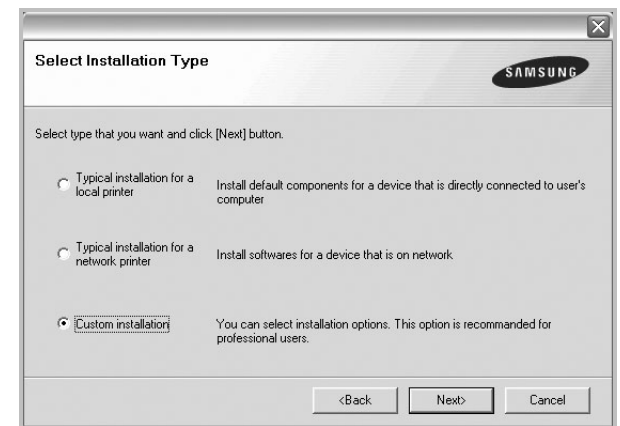 Select Installation Type
SAMSUNG
Select type that you want and click [Next] button.
Typical installation for a
local printer
Install default components for a device that is directly connected to user's
computer
Typical installation for a
network printer
Install softwares for a device that is on network
Custom installation
You can select installation options. This option is recommanded for
professional users.
<Back
Next>
Cancel